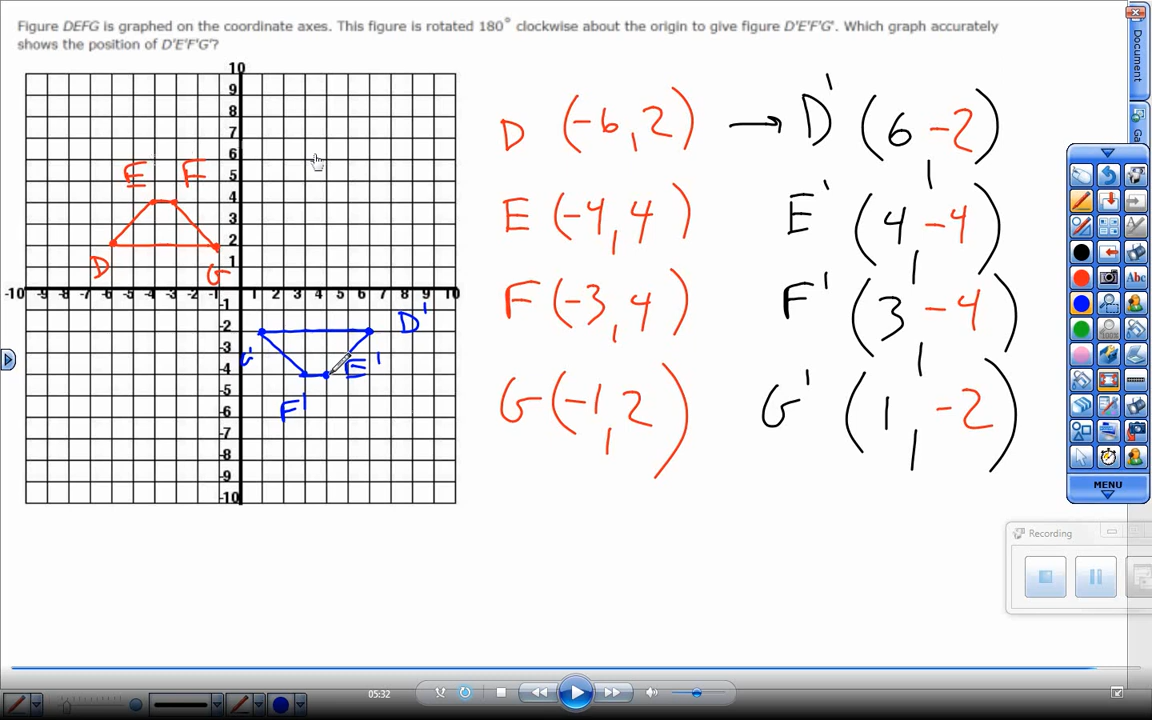 Figure DEFG is graphed on the coordinate axes. This figure is rotated 180° clockwise about the origin to give figure D'E'F'G'. Which graph accurately
shows the position of D'E'F'G'?
10
9
8
7
6
5
4
3
2
1
-10 -9 -8 -7 -6 -5 -4 -3 -2 -1 1 2 3 4 5 6 7 8 9 10
-1
-2
-3
-4
-5
-6
-7
-8
-9
-10
E F
D G
D'
G' E'
F'
D (-6, 2) → D' (6, -2)
E (-4, 4) E' (4, -4)
F (-3, 4) F' (3, -4)
G (-1, 2) G' (1, -2)
Document
Ga
Abc
100%
MENU
Recording
05:32